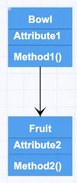 Bowl
Attribute1
Method1()
Fruit
Attribute2
Method2()